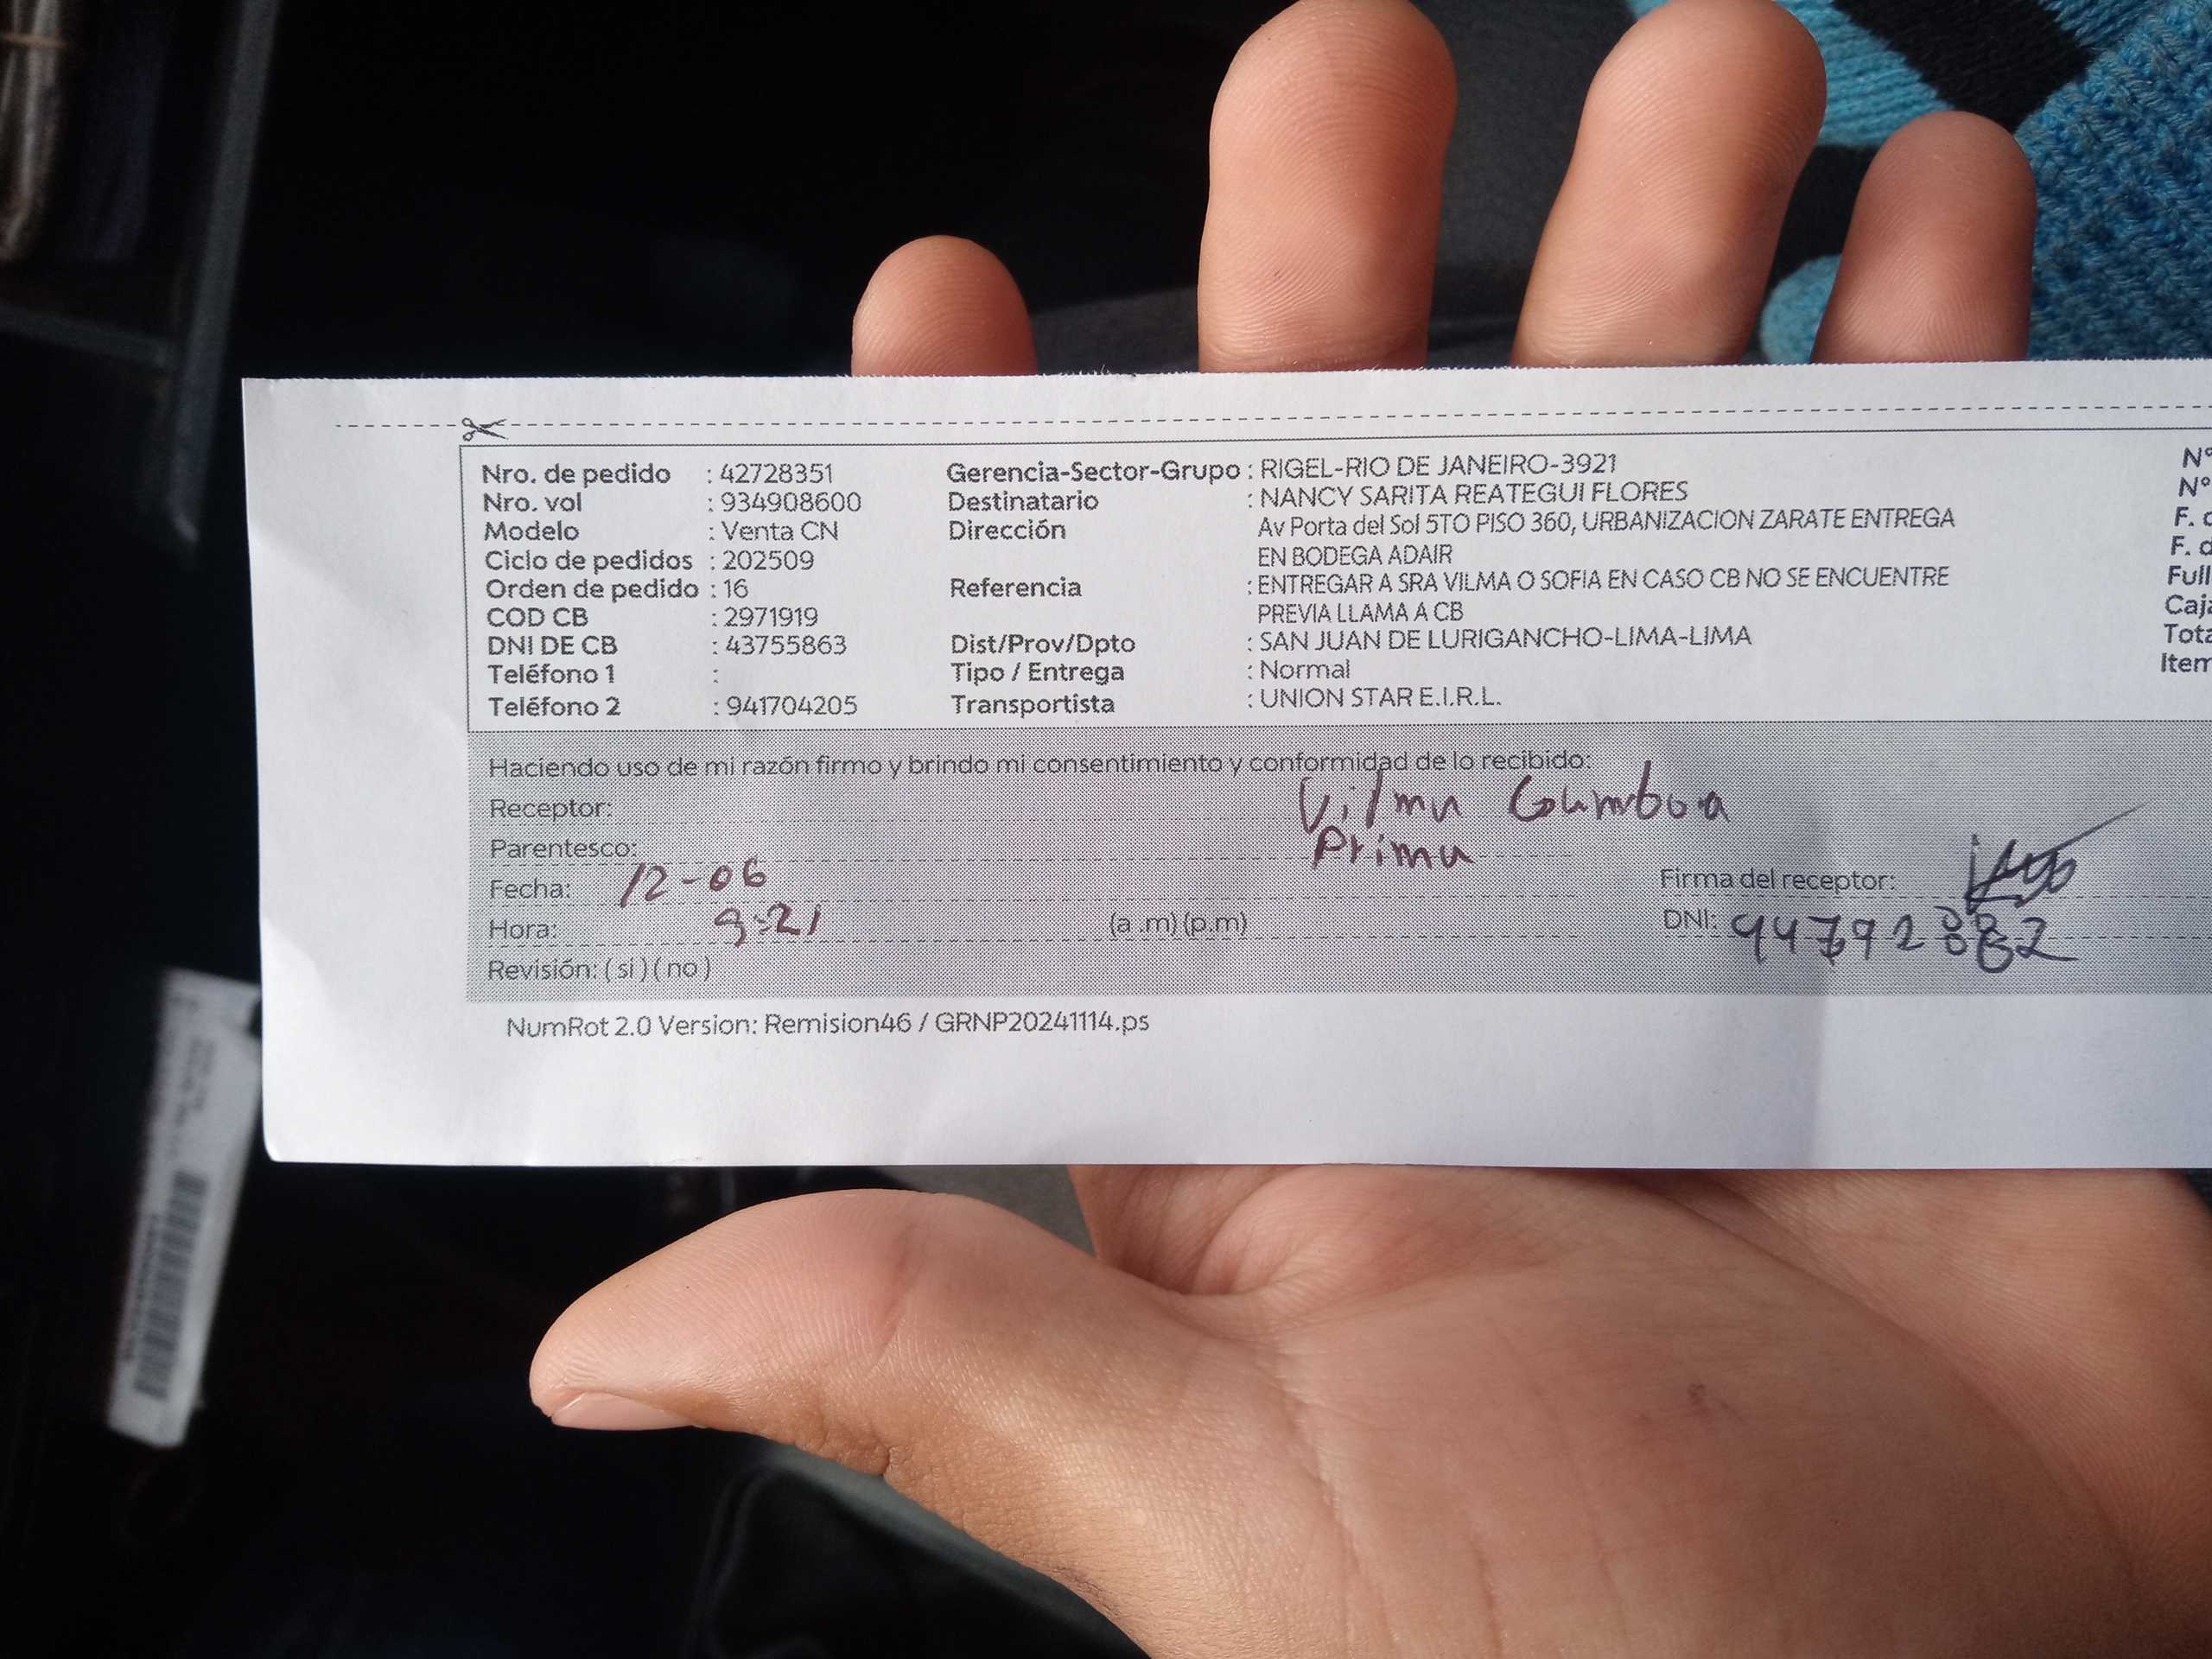 Nro. de pedido : 42728351
Nro. vol : 934908600
Modelo : Venta CN
Ciclo de pedidos : 202509
Orden de pedido : 16
COD CB : 2971919
DNI DE CB : 43755863
Teléfono 1 :
Teléfono 2 : 941704205
Gerencia-Sector-Grupo : RIGEL-RIO DE JANEIRO-3921
Destinatario : NANCY SARITA REATEGUI FLORES
Dirección Av Porta del Sol 5TO PISO 360, URBANIZACION ZARATE ENTREGA
EN BODEGA ADAIR
Referencia : ENTREGAR A SRA VILMA O SOFIA EN CASO CB NO SE ENCUENTRE
PREVIA LLAMA A CB
Dist/Prov/Dpto : SAN JUAN DE LURIGANCHO-LIMA-LIMA
Tipo / Entrega : Normal
Transportista : UNION STAR E.I.R.L.
N°
N°
F.
F. d
Full
Caja
Tota
Item
Haciendo uso de mi razón firmo y brindo mi consentimiento y conformidad de lo recibido:
Receptor: Vilma Gamboa
Parentesco: Prima
Fecha: 12-06
Firma del receptor:
Hora: 9:21 (a .m) (p.m)
DNI:
Revisión: ( si ) ( no )
NumRot 2.0 Version: Remision46 / GRNP20241114.ps